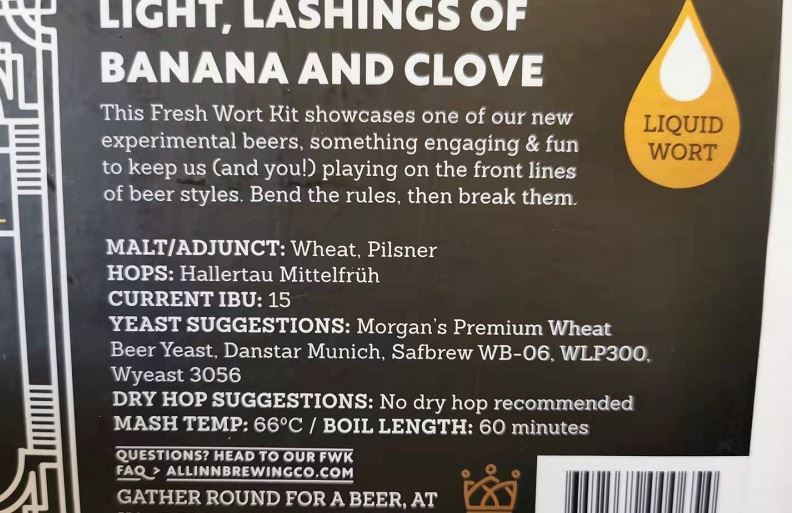 LIGHT, LASHINGS OF
BANANA AND CLOVE
This Fresh Wort Kit showcases one of our new
experimental beers, something engaging & fun
to keep us (and you!) playing on the front lines
of beer styles. Bend the rules, then break them.
LIQUID
WORT
MALT/ADJUNCT: Wheat, Pilsner
HOPS: Hallertau Mittelfrüh
CURRENT IBU: 15
YEAST SUGGESTIONS: Morgan's Premium Wheat
Beer Yeast, Danstar Munich, Safbrew WB-06, WLP300,
Wyeast 3056
DRY HOP SUGGESTIONS: No dry hop recommended
MASH TEMP: 66°C / BOIL LENGTH: 60 minutes
QUESTIONS? HEAD TO OUR FWK
FAQ > ALLINNBREWINGCO.COM
GATHER ROUND FOR A BEER, AT